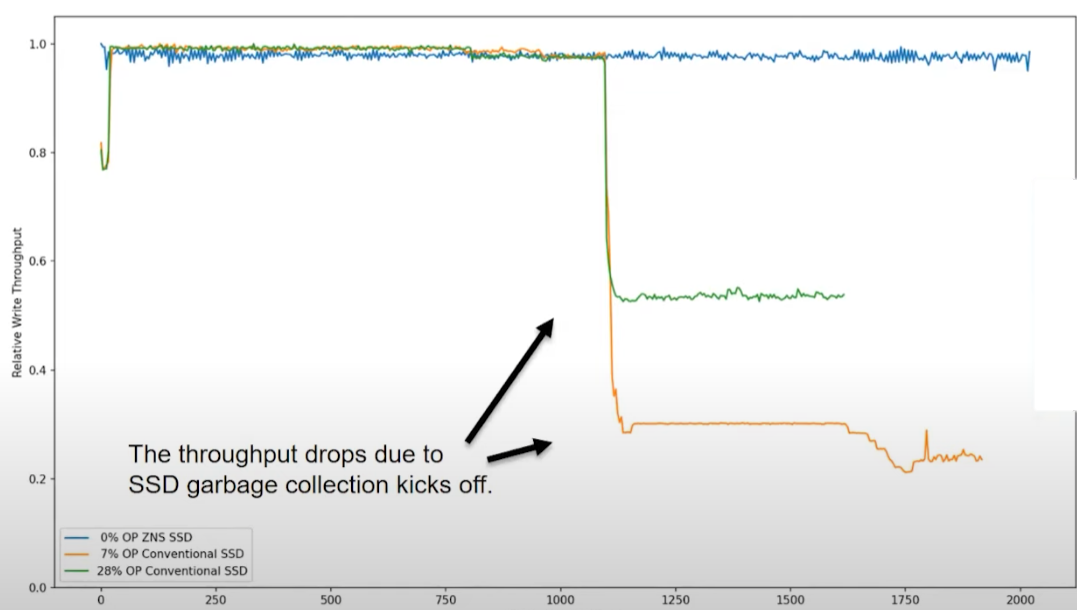 1.0
0.8
0.6
0.4
0.2
0.0
Relative Write Throughput
The throughput drops due to
SSD garbage collection kicks off.
0% OP ZNS SSD
7% OP Conventional SSD
28% OP Conventional SSD
0 250 500 750 1000 1250 1500 1750 2000